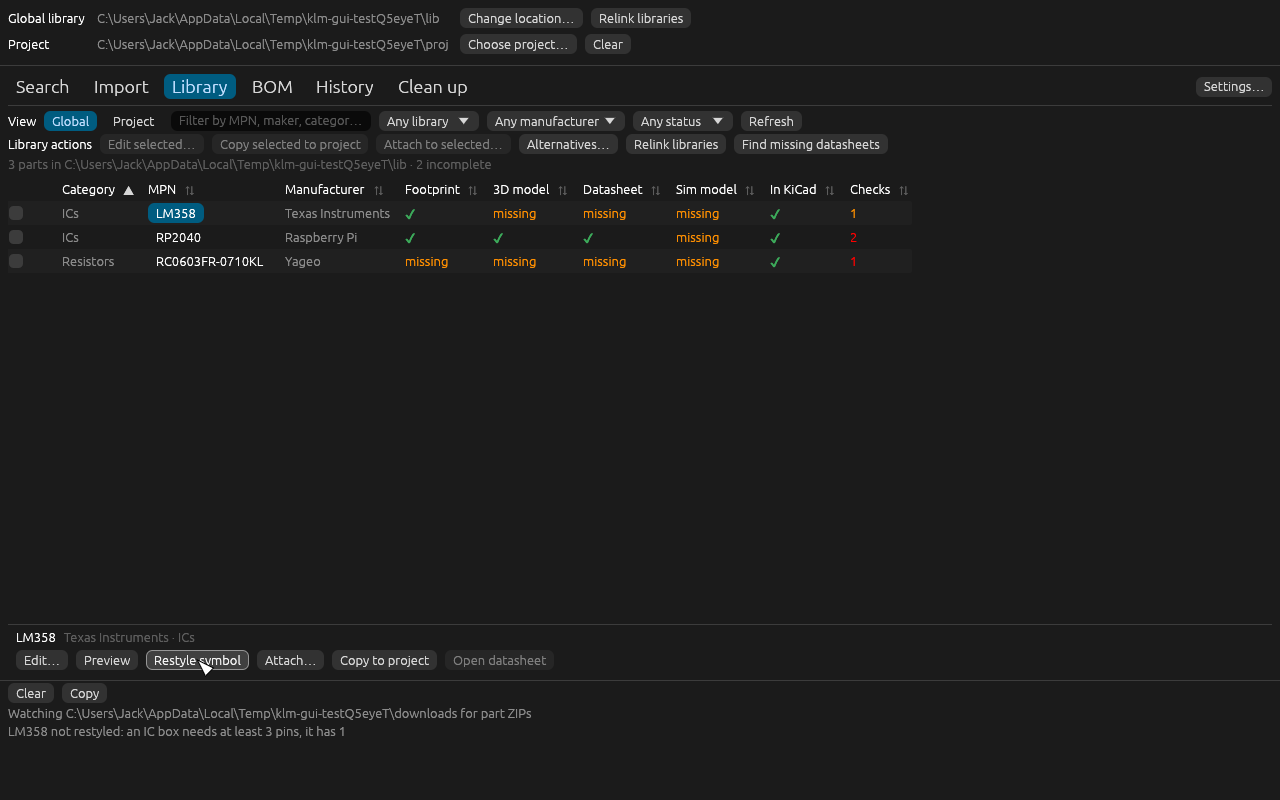 Global library C:\Users\Jack\AppData\Local\Temp\klm-gui-testQ5eyeT\lib Change location… Relink libraries
Project C:\Users\Jack\AppData\Local\Temp\klm-gui-testQ5eyeT\proj Choose project… Clear
Search Import Library BOM History Clean up Settings…
View Global Project Filter by MPN, maker, categor… Any library Any manufacturer Any status Refresh
Library actions Edit selected… Copy selected to project Attach to selected… Alternatives… Relink libraries Find missing datasheets
3 parts in C:\Users\Jack\AppData\Local\Temp\klm-gui-testQ5eyeT\lib · 2 incomplete
Category MPN Manufacturer Footprint 3D model Datasheet Sim model In KiCad Checks
ICs LM358 Texas Instruments ✔ missing missing missing ✔ 1
ICs RP2040 Raspberry Pi ✔ ✔ ✔ missing ✔ 2
Resistors RC0603FR-0710KL Yageo missing missing missing missing ✔ 1
LM358 Texas Instruments · ICs
Edit… Preview Restyle symbol Attach… Copy to project Open datasheet
Clear Copy
Watching C:\Users\Jack\AppData\Local\Temp\klm-gui-testQ5eyeT\downloads for part ZIPs
LM358 not restyled: an IC box needs at least 3 pins, it has 1